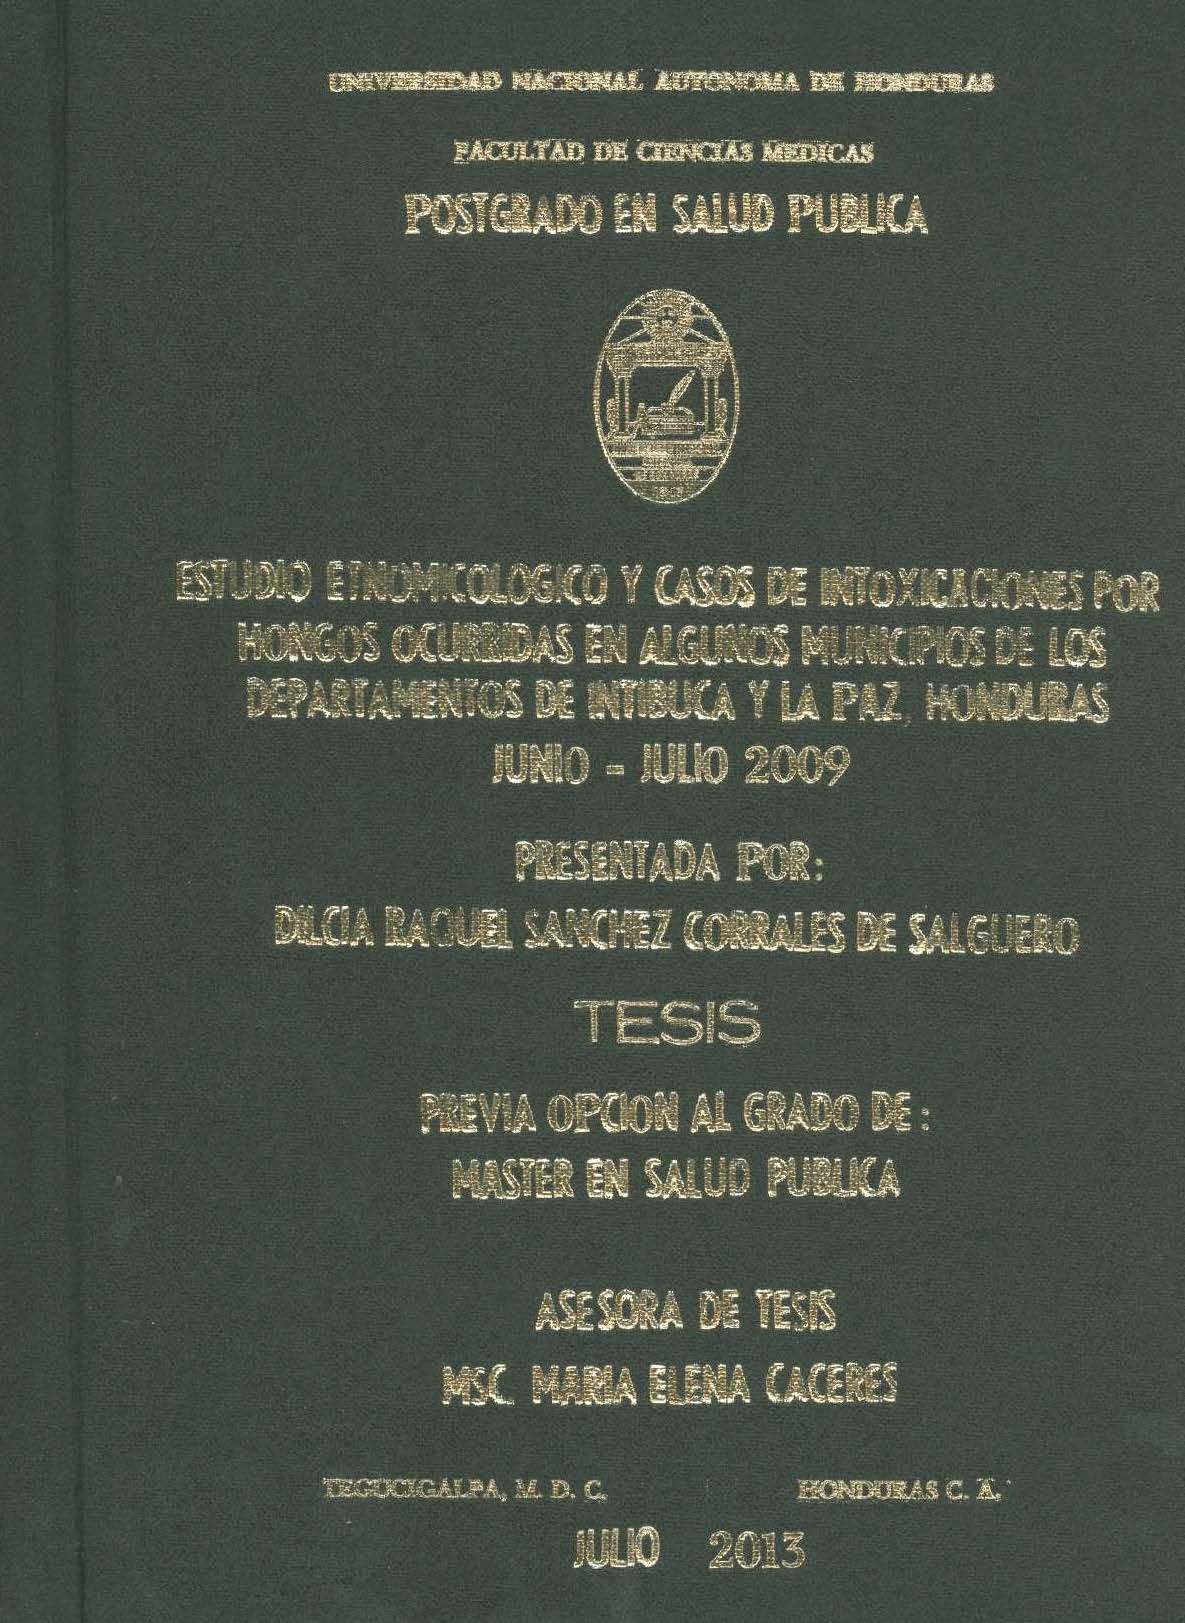 UNIVERSIDAD NACIONAL AUTONOMA DE HONDURAS
FACULTAD DE CIENCIAS MEDICAS
POSTGRADO EN SALUD PUBLICA
ESTUDIO ETNOMICOLOGICO Y CASOS DE INTOXICACIONES POR
HONGOS OCURRIDAS EN ALGUNOS MUNICIPIOS DE LOS
DEPARTAMENTOS DE INTIBUCA Y LA PAZ, HONDURAS
JUNIO - JULIO 2009
PRESENTADA POR:
DILCIA RAQUEL SANCHEZ CORRALES DE SALGUERO
TESIS
PREVIA OPCION AL GRADO DE:
MASTER EN SALUD PUBLICA
ASESORA DE TESIS
MSC. MARIA ELENA CACERES
TEGUCIGALPA, M. D. C. HONDURAS C. A.
JULIO 2013